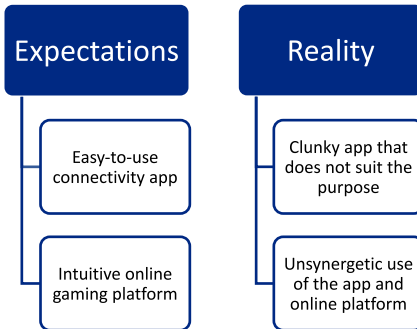 Expectations
Easy-to-use
connectivity app
Intuitive online
gaming platform
Reality
Clunky app that
does not suit the
purpose
Unsynergetic use
of the app and
online platform